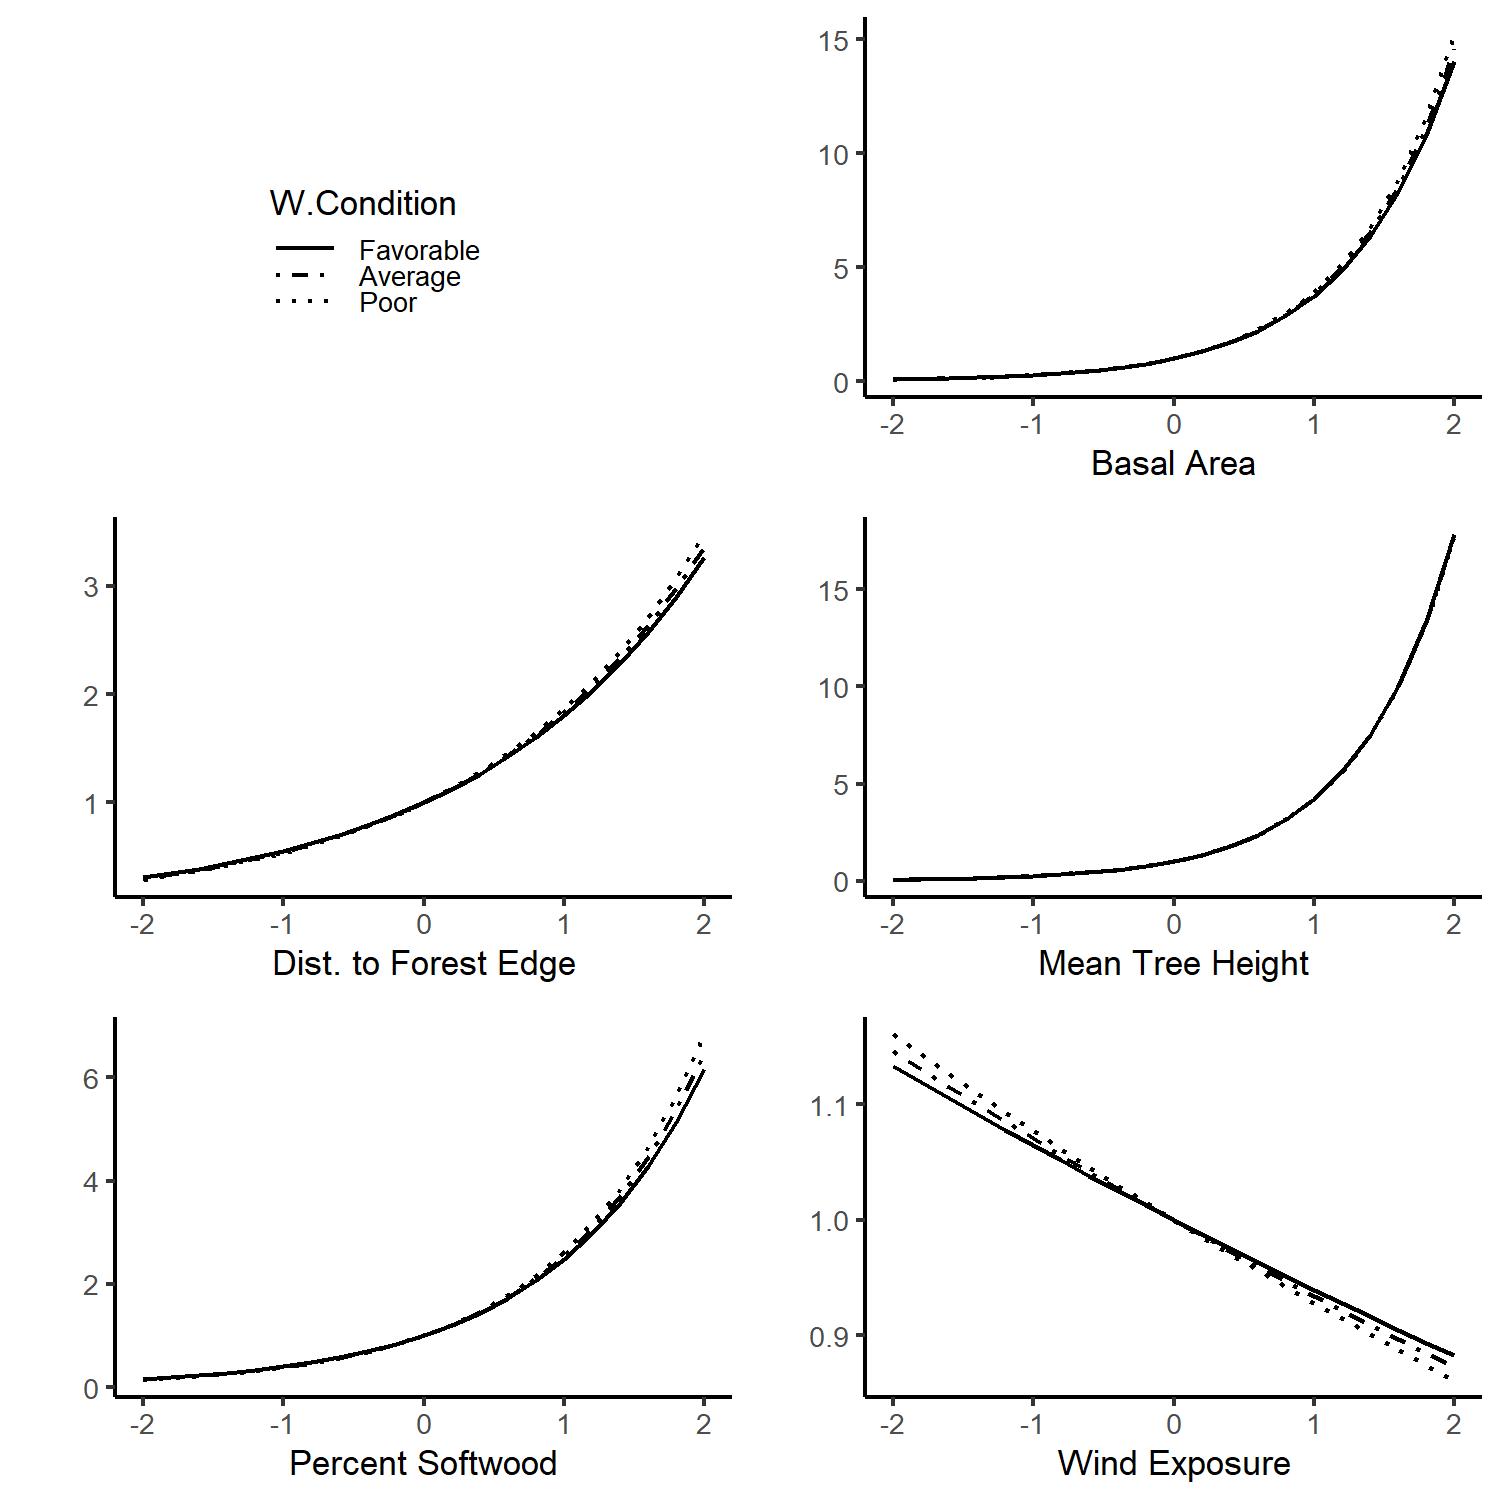 W.Condition
Favorable
Average
Poor
15
10
5
0
-2 -1 0 1 2
Basal Area
3
2
1
-2 -1 0 1 2
Dist. to Forest Edge
15
10
5
0
-2 -1 0 1 2
Mean Tree Height
6
4
2
0
-2 -1 0 1 2
Percent Softwood
1.1
1.0
0.9
-2 -1 0 1 2
Wind Exposure